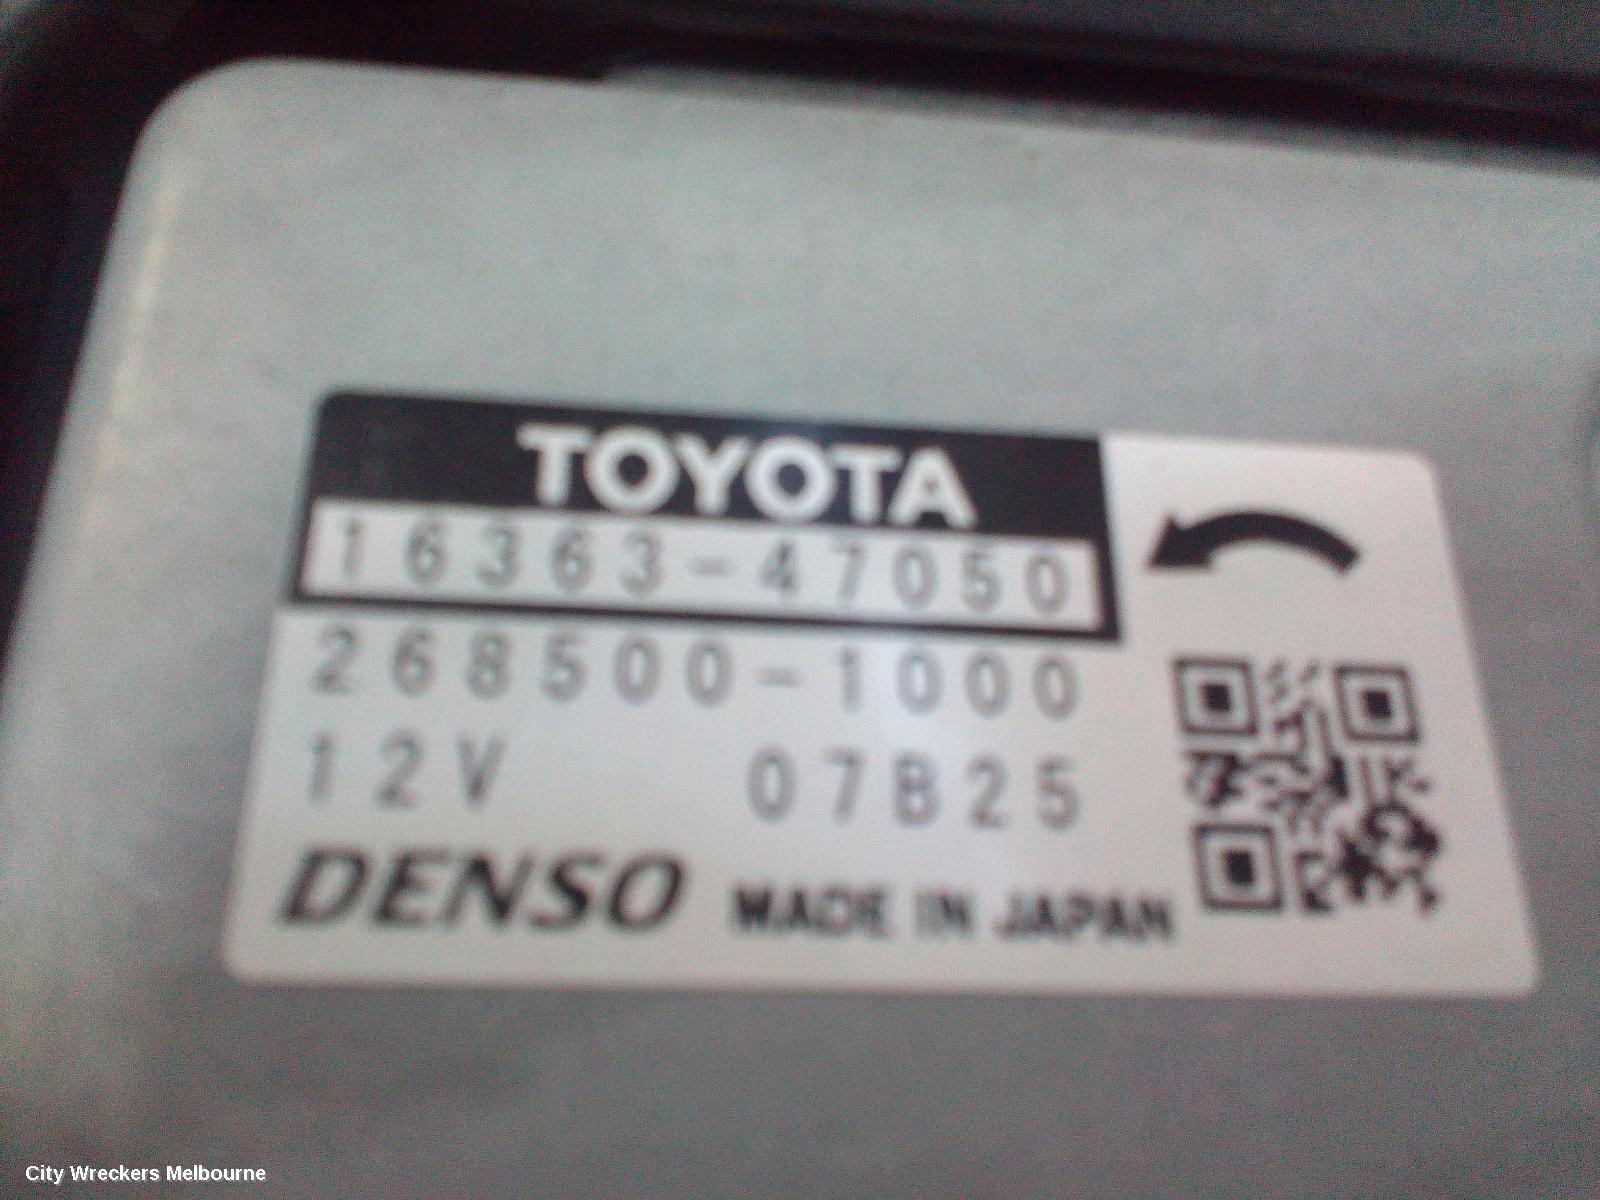 TOYOTA
16363-47050
268500-1000
12V 07B25
DENSO MADE IN JAPAN
City Wreckers Melbourne